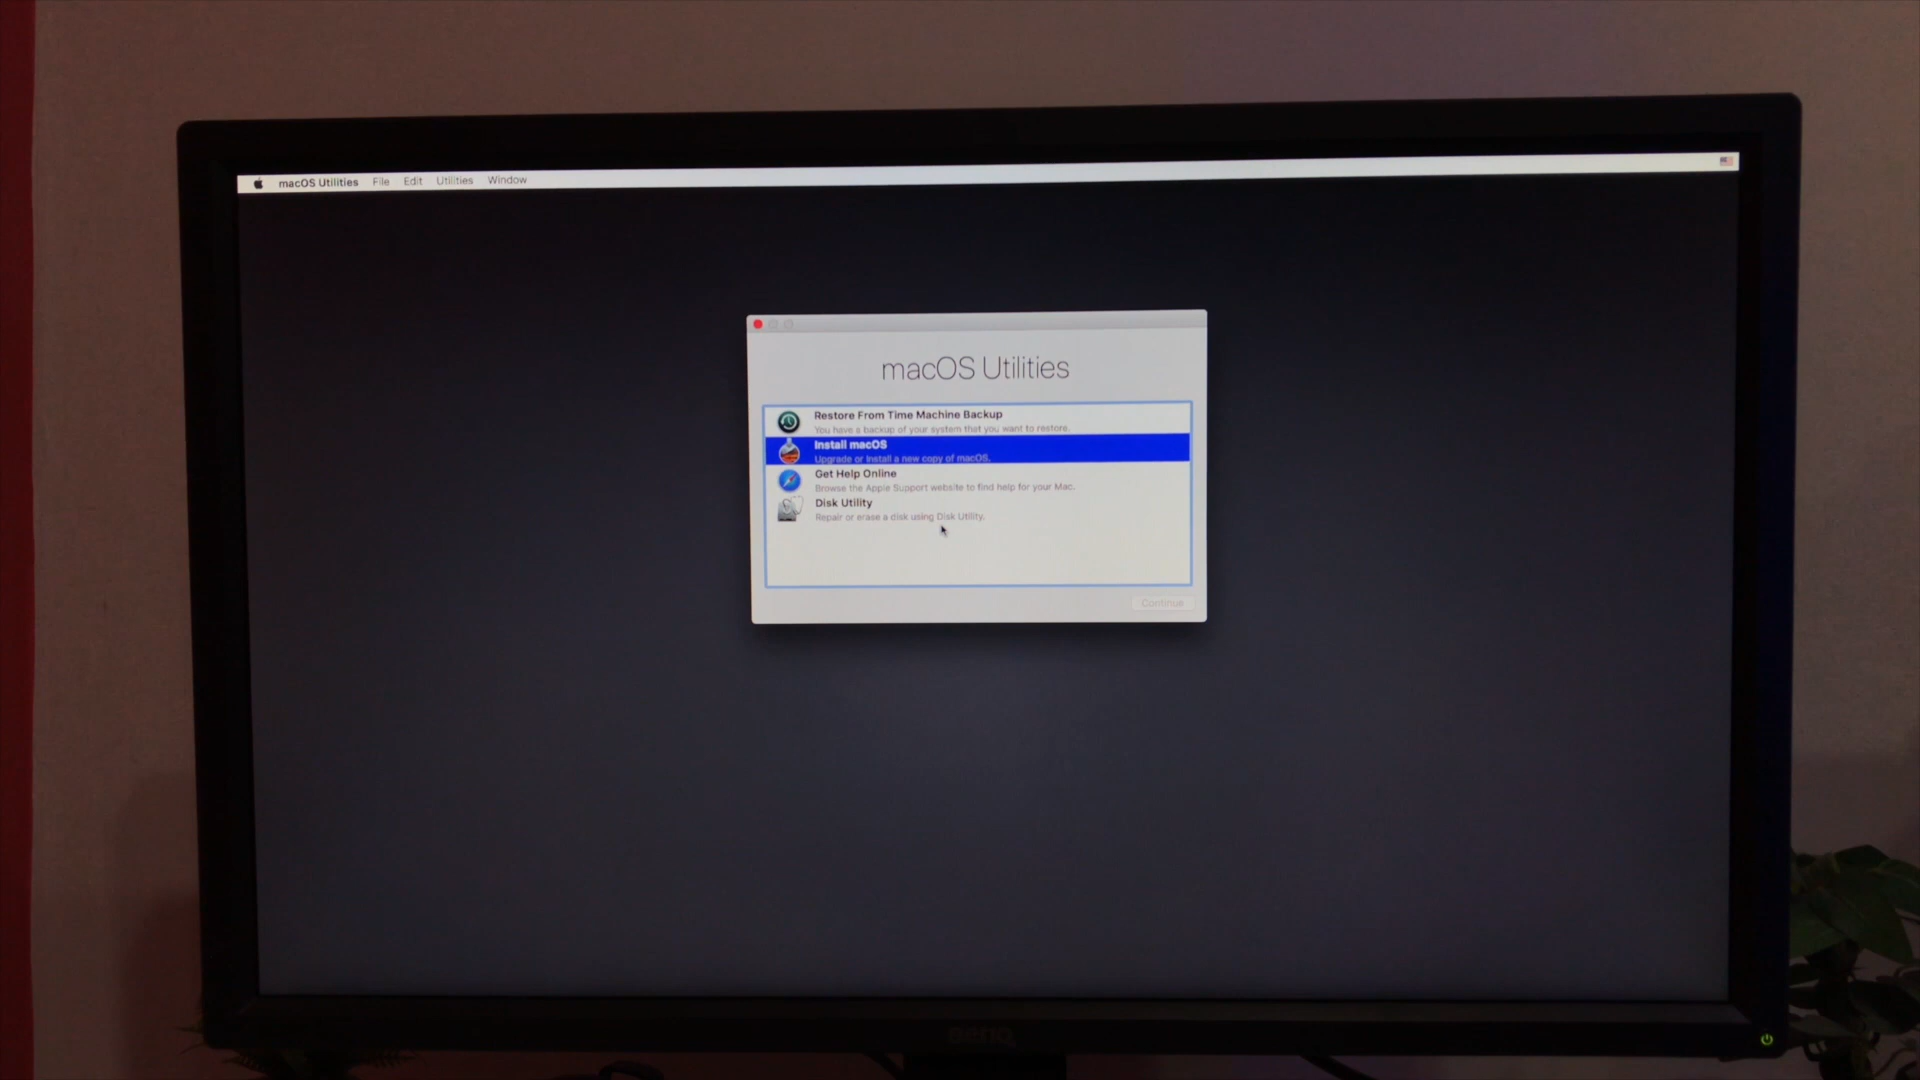 macOS Utilities File Edit Utilities Window
macOS Utilities
Restore From Time Machine Backup
You have a backup of your system that you want to restore.
Install macOS
Upgrade or Install a new copy of macOS.
Get Help Online
Browse the Apple Support website to find help for your Mac.
Disk Utility
Repair or erase a disk using Disk Utility.
Continue
BenQ